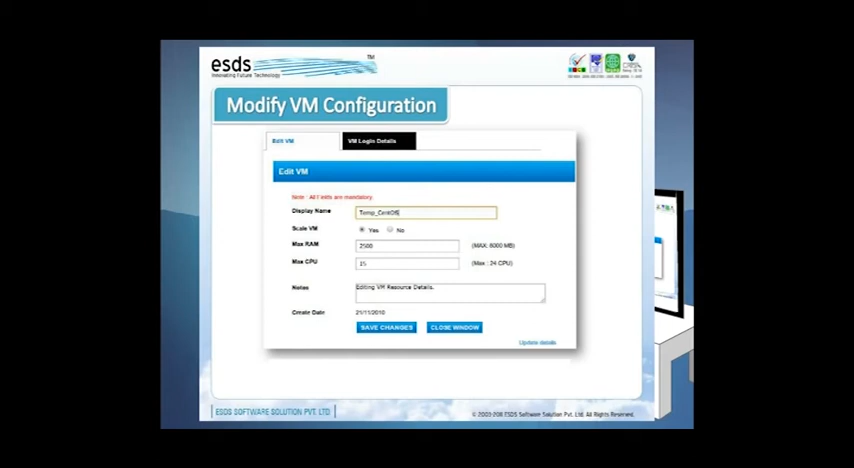 esds TM
Innovating Future Technology
Modify VM Configuration
Edit VM
VM Login Details
Edit VM
Note : All Fields are mandatory.
Display Name Temp_CentOS
Scale VM Yes No
Max RAM 2500 (MAX: 6000 MB)
Max CPU 15 (Max : 24 CPU)
Notes Editing VM Resource Details.
Create Date 21/11/2010
SAVE CHANGES CLOSE WINDOW
Update details
ESDS SOFTWARE SOLUTION PVT. LTD
ESDS Software Solution Pvt. Ltd. All Rights Reserved.